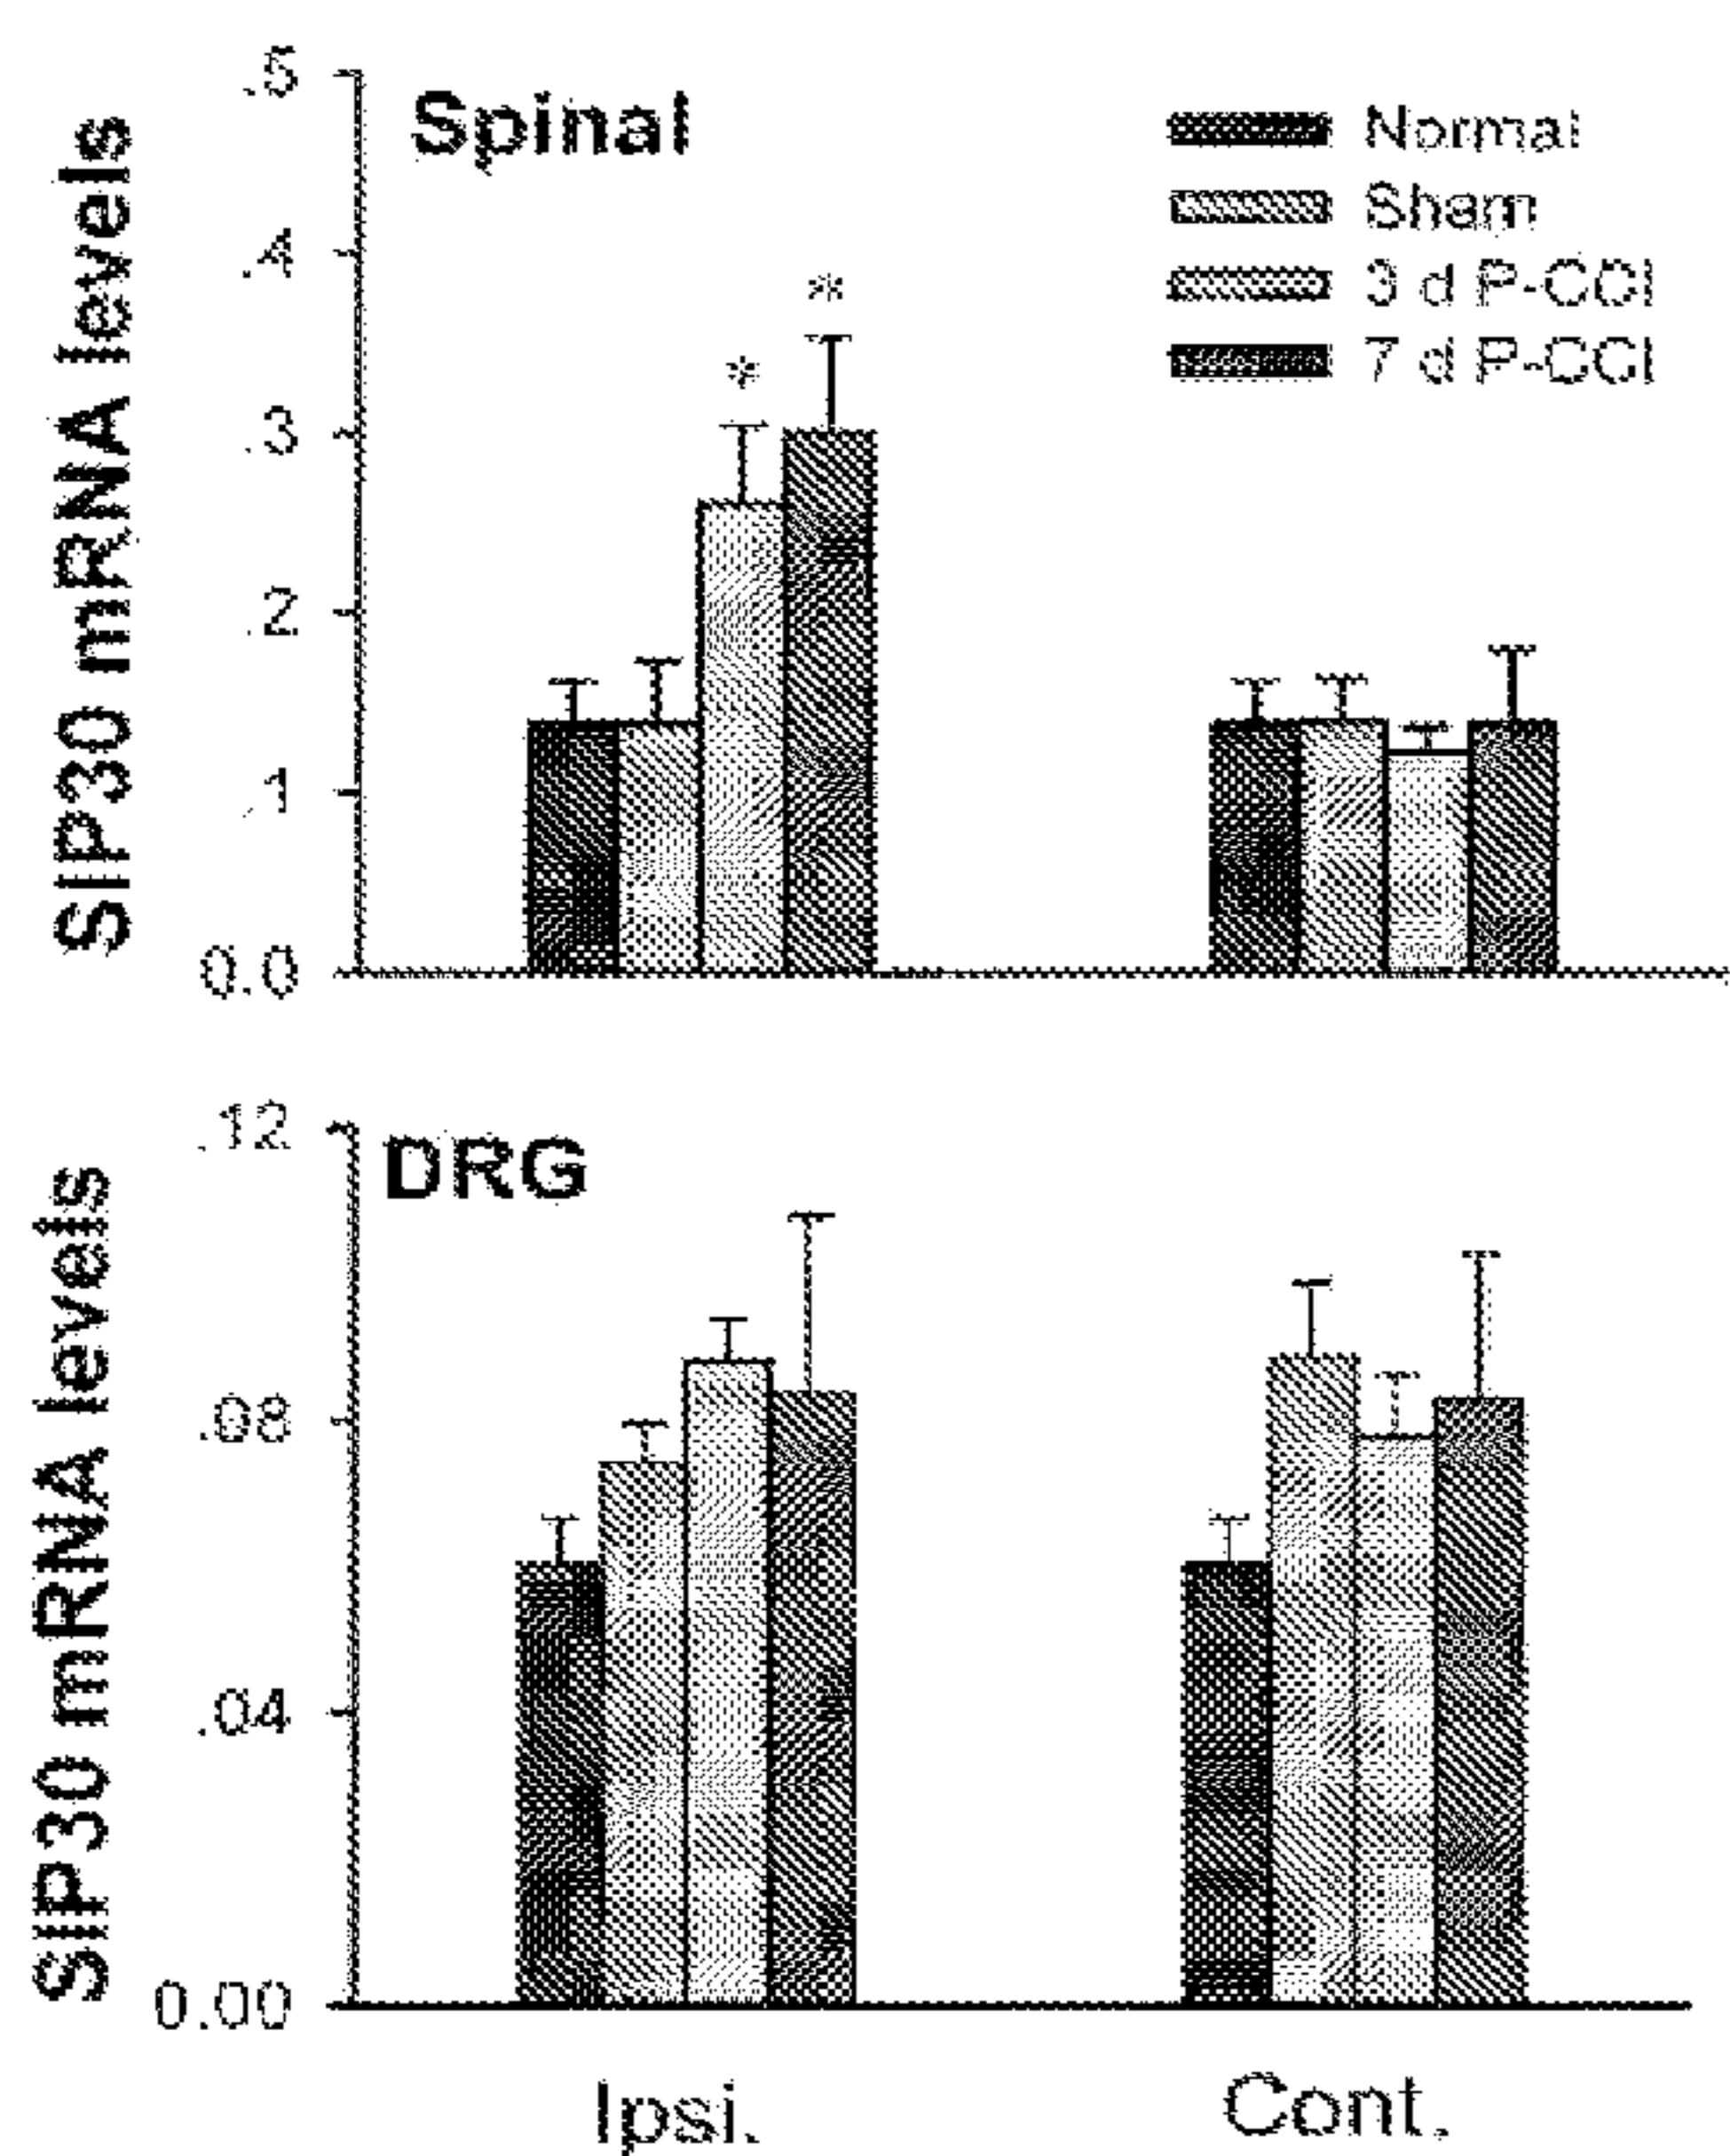 SIP30 mRNA levels
Spinal
.5
.4
.3
.2
.1
0.0
Normal
Sham
3 d P-CCI
7 d P-CCI
*
*
SIP30 mRNA levels
DRG
.12
.08
.04
0.00
Ipsi.
Cont.